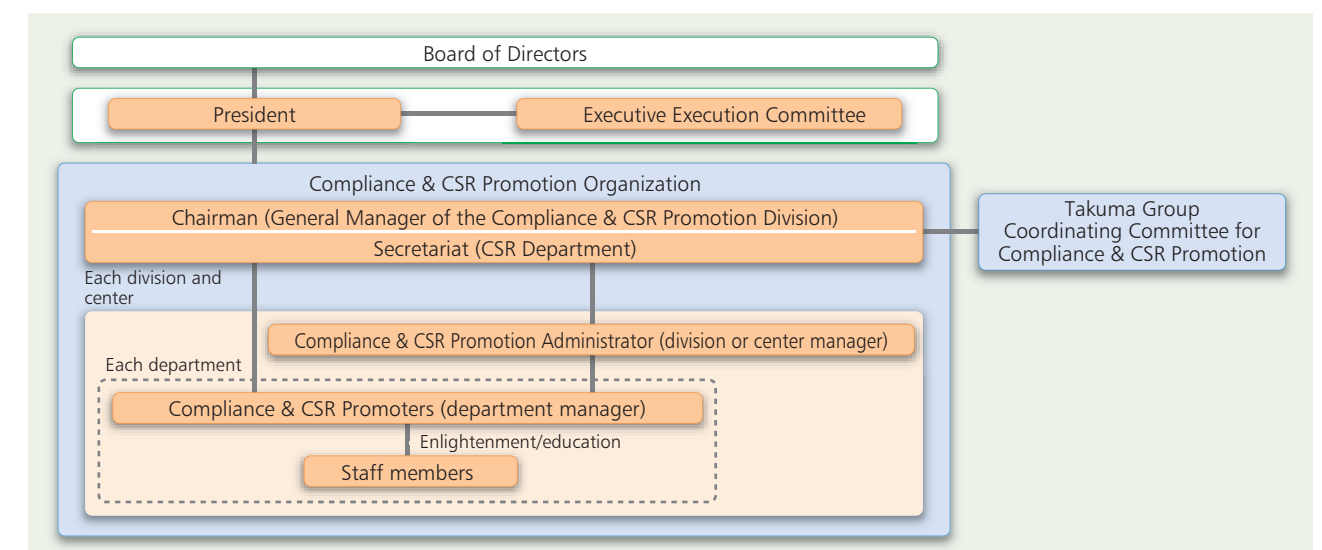 Board of Directors
President
Executive Execution Committee
Compliance & CSR Promotion Organization
Chairman (General Manager of the Compliance & CSR Promotion Division)
Secretariat (CSR Department)
Takuma Group
Coordinating Committee for
Compliance & CSR Promotion
Each division and
center
Compliance & CSR Promotion Administrator (division or center manager)
Each department
Compliance & CSR Promoters (department manager)
Enlightenment/education
Staff members